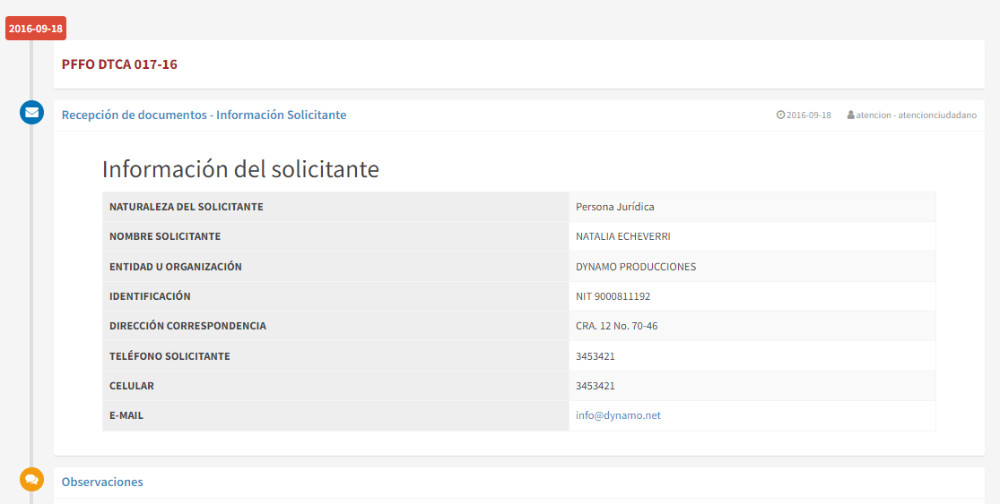 2016-09-18
PFFO DTCA 017-16
Recepción de documentos - Información Solicitante 2016-09-18 atencion - atencionciudadano
Información del solicitante
NATURALEZA DEL SOLICITANTE Persona Jurídica
NOMBRE SOLICITANTE NATALIA ECHEVERRI
ENTIDAD U ORGANIZACIÓN DYNAMO PRODUCCIONES
IDENTIFICACIÓN NIT 9000811192
DIRECCIÓN CORRESPONDENCIA CRA. 12 No. 70-46
TELÉFONO SOLICITANTE 3453421
CELULAR 3453421
E-MAIL info@dynamo.net
Observaciones